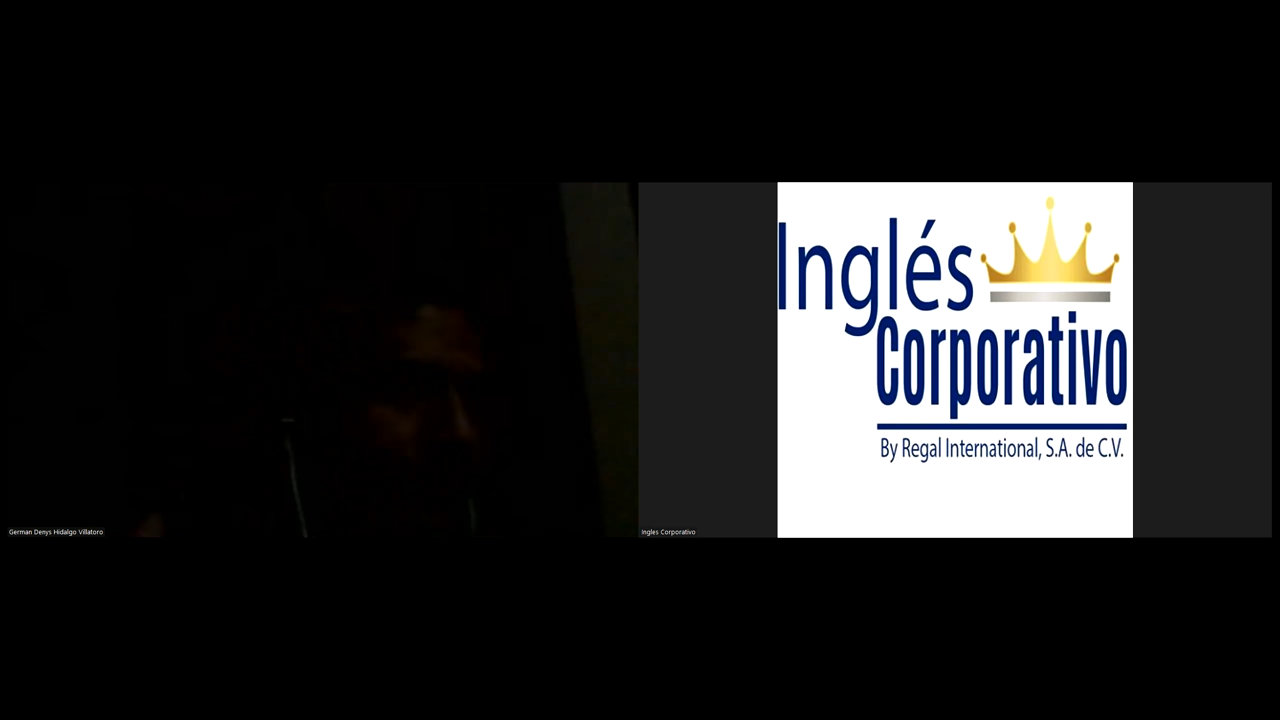 Inglés
Corporativo
By Regal International, S.A. de C.V.
German Denys Hidalgo Villatoro
Ingles Corporativo